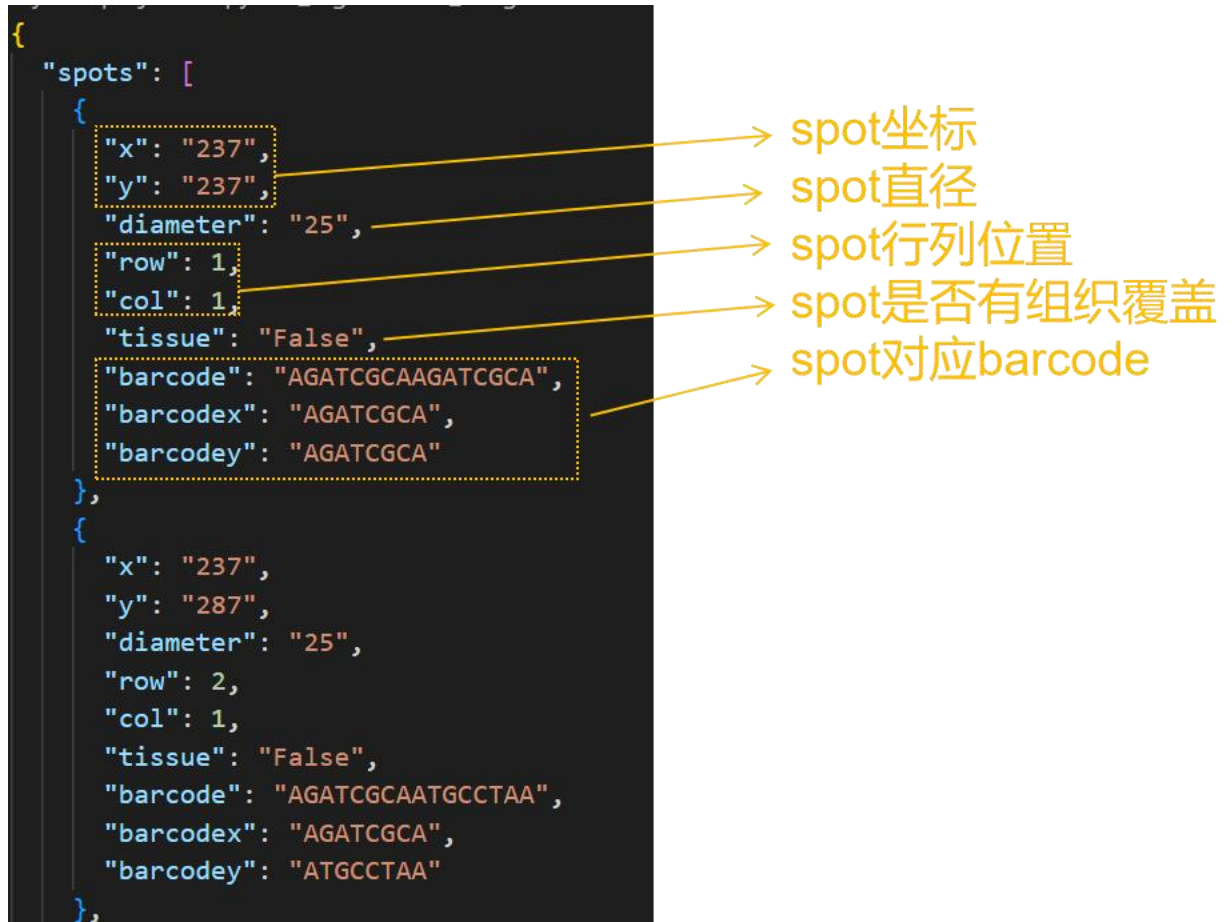 {
"spots": [
{
"x": "237",
"y": "237",
"diameter": "25",
"row": 1,
"col": 1,
"tissue": "False",
"barcode": "AGATCGCAAGATCGCA",
"barcodex": "AGATCGCA",
"barcodey": "AGATCGCA"
},
{
"x": "237",
"y": "287",
"diameter": "25",
"row": 2,
"col": 1,
"tissue": "False",
"barcode": "AGATCGCAATGCCTAA",
"barcodex": "AGATCGCA",
"barcodey": "ATGCCTAA"
},
spot坐标
spot直径
spot行列位置
spot是否有组织覆盖
spot对应barcode